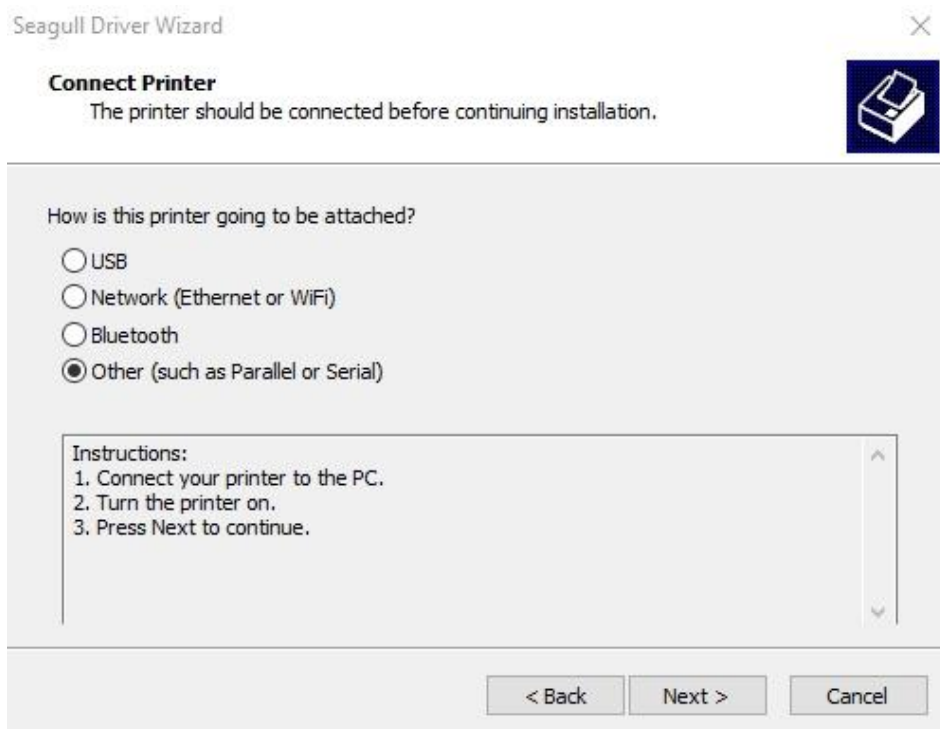 Seagull Driver Wizard
Connect Printer
The printer should be connected before continuing installation.
How is this printer going to be attached?
USB
Network (Ethernet or WiFi)
Bluetooth
Other (such as Parallel or Serial)
Instructions:
1. Connect your printer to the PC.
2. Turn the printer on.
3. Press Next to continue.
< Back Next > Cancel